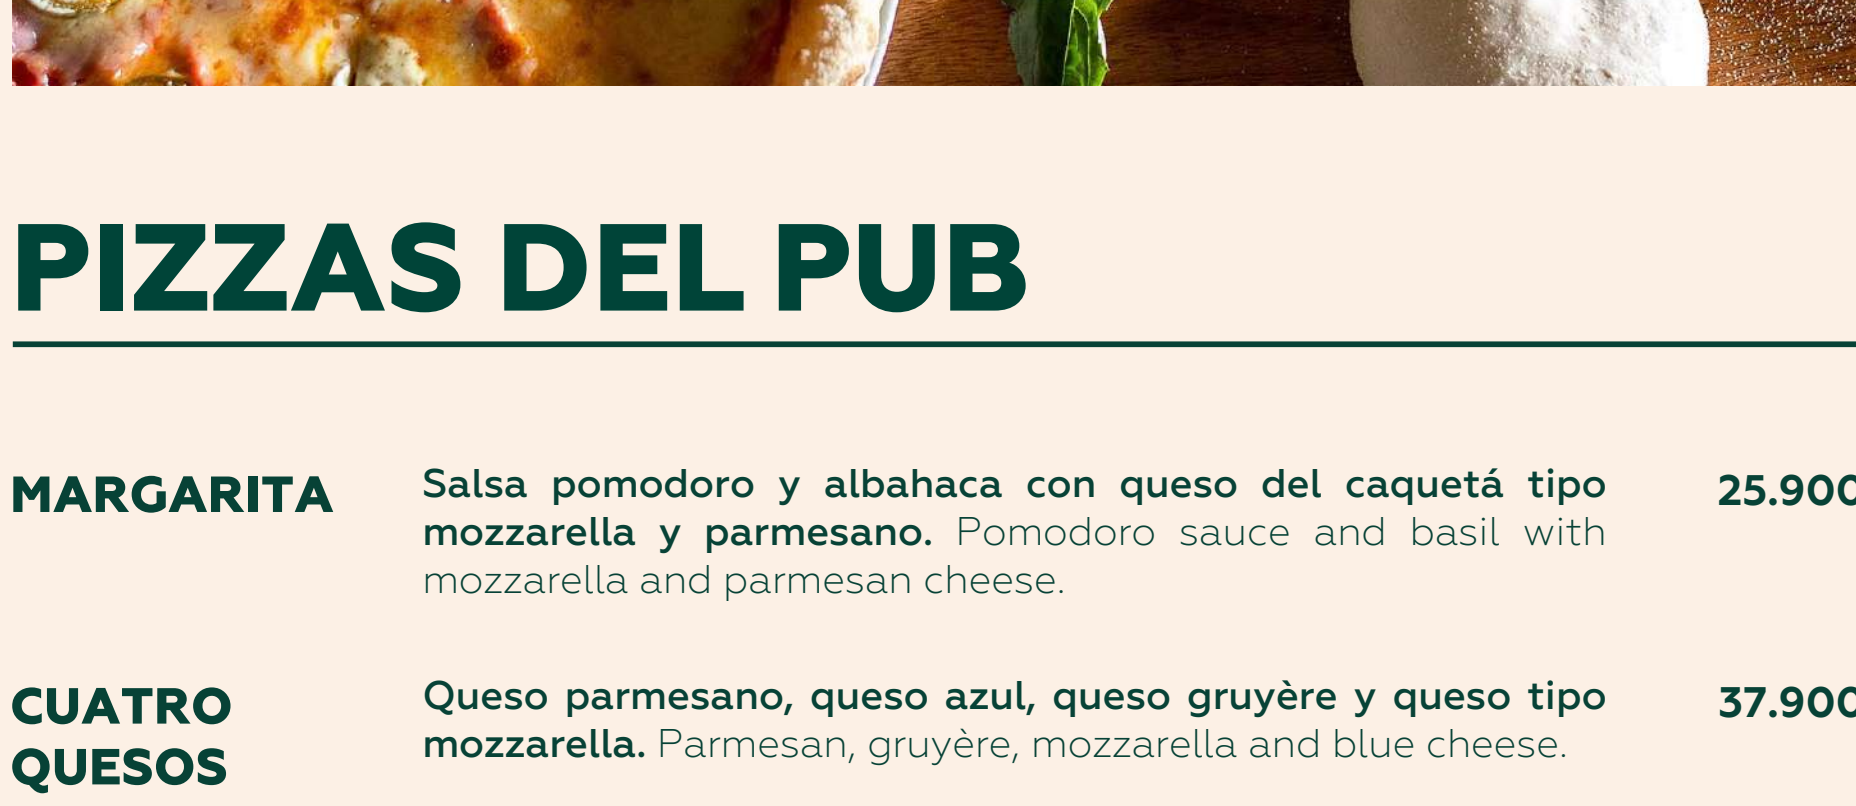 PIZZAS DEL PUB
MARGARITA
Salsa pomodoro y albahaca con queso del caquetá tipo
mozzarella y parmesano. Pomodoro sauce and basil with
mozzarella and parmesan cheese.
25.900
CUATRO
QUESOS
Queso parmesano, queso azul, queso gruyère y queso tipo
mozzarella. Parmesan, gruyère, mozzarella and blue cheese.
37.900